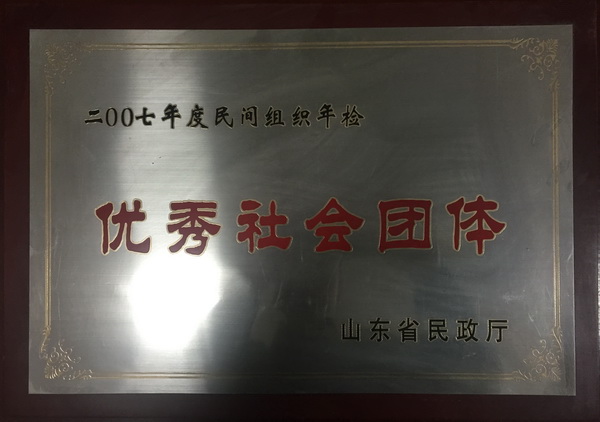 二00七年度民间组织年检
优秀社会团体
山东省民政厅